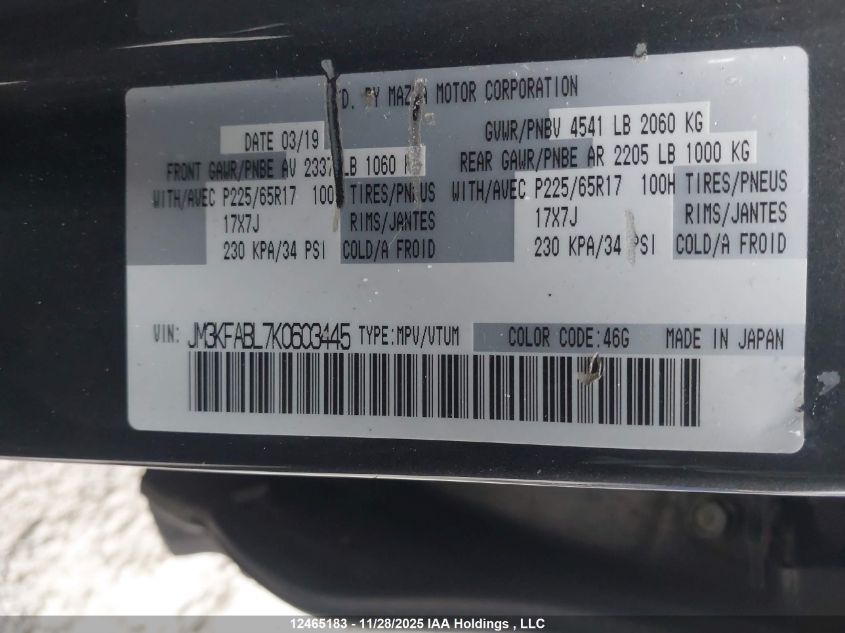 BY MAZDA MOTOR CORPORATION
DATE 03/19 GVWR/PNBV 4541 LB 2060 KG
FRONT GAWR/PNBE AV 2337 LB 1060 REAR GAWR/PNBE AR 2205 LB 1000 KG
WITH/AVEC P225/65R17 100H TIRES/PNEUS WITH/AVEC P225/65R17 100H TIRES/PNEUS
17X7J RIMS/JANTES 17X7J RIMS/JANTES
230 KPA/34 PSI COLD/A FROID 230 KPA/34 PSI COLD/A FROID
VIN: JM3KFABL7K0603445 TYPE:MPV/VTUM COLOR CODE:46G MADE IN JAPAN
12465183 - 11/28/2025 IAA Holdings , LLC